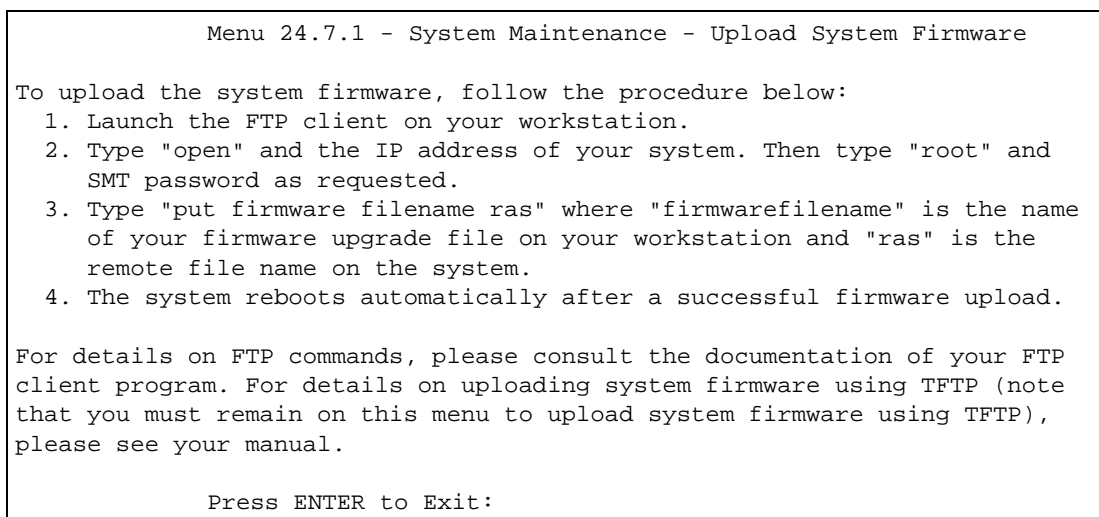 Menu 24.7.1 - System Maintenance - Upload System Firmware
To upload the system firmware, follow the procedure below:
1. Launch the FTP client on your workstation.
2. Type "open" and the IP address of your system. Then type "root" and
SMT password as requested.
3. Type "put firmware filename ras" where "firmwarefilename" is the name
of your firmware upgrade file on your workstation and "ras" is the
remote file name on the system.
4. The system reboots automatically after a successful firmware upload.
For details on FTP commands, please consult the documentation of your FTP
client program. For details on uploading system firmware using TFTP (note
that you must remain on this menu to upload system firmware using TFTP),
please see your manual.
Press ENTER to Exit: